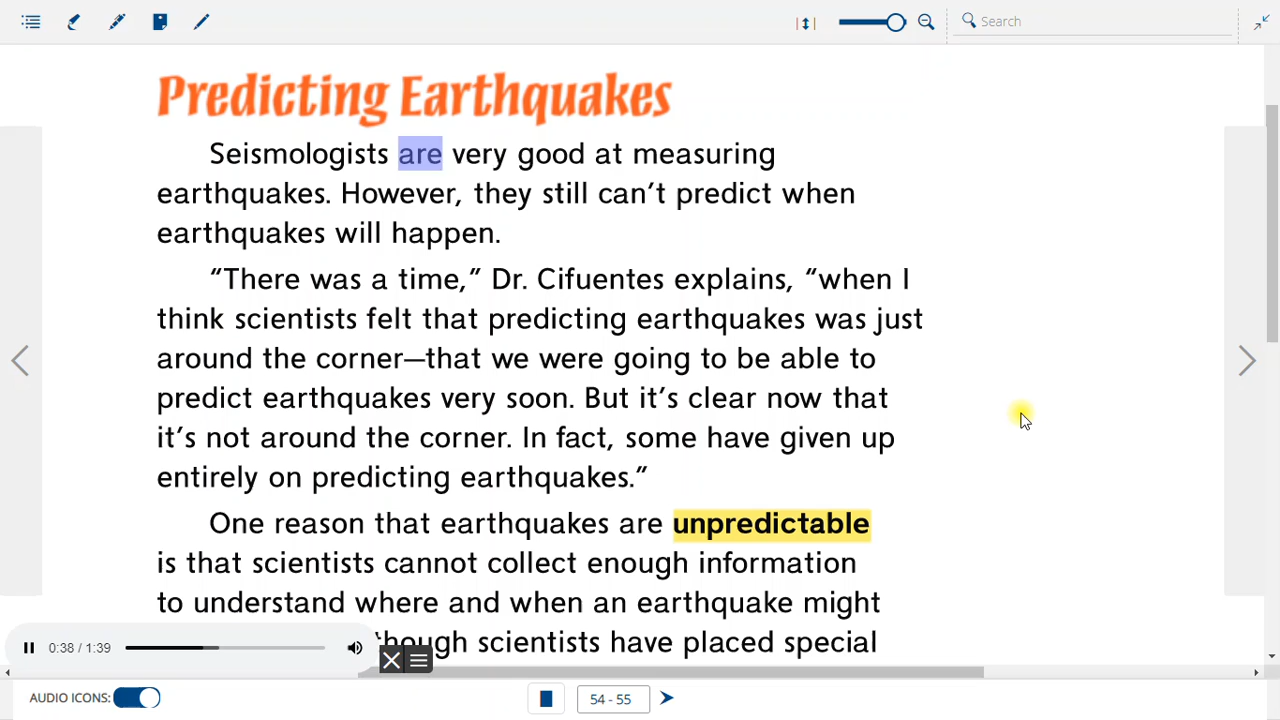 Search
Predicting Earthquakes
Seismologists are very good at measuring
earthquakes. However, they still can't predict when
earthquakes will happen.
“There was a time,” Dr. Cifuentes explains, “when I
think scientists felt that predicting earthquakes was just
around the corner—that we were going to be able to
predict earthquakes very soon. But it's clear now that
it's not around the corner. In fact, some have given up
entirely on predicting earthquakes.”
One reason that earthquakes are unpredictable
is that scientists cannot collect enough information
to understand where and when an earthquake might
scientists have placed special
0:38 / 1:39
AUDIO ICONS:
54 - 55